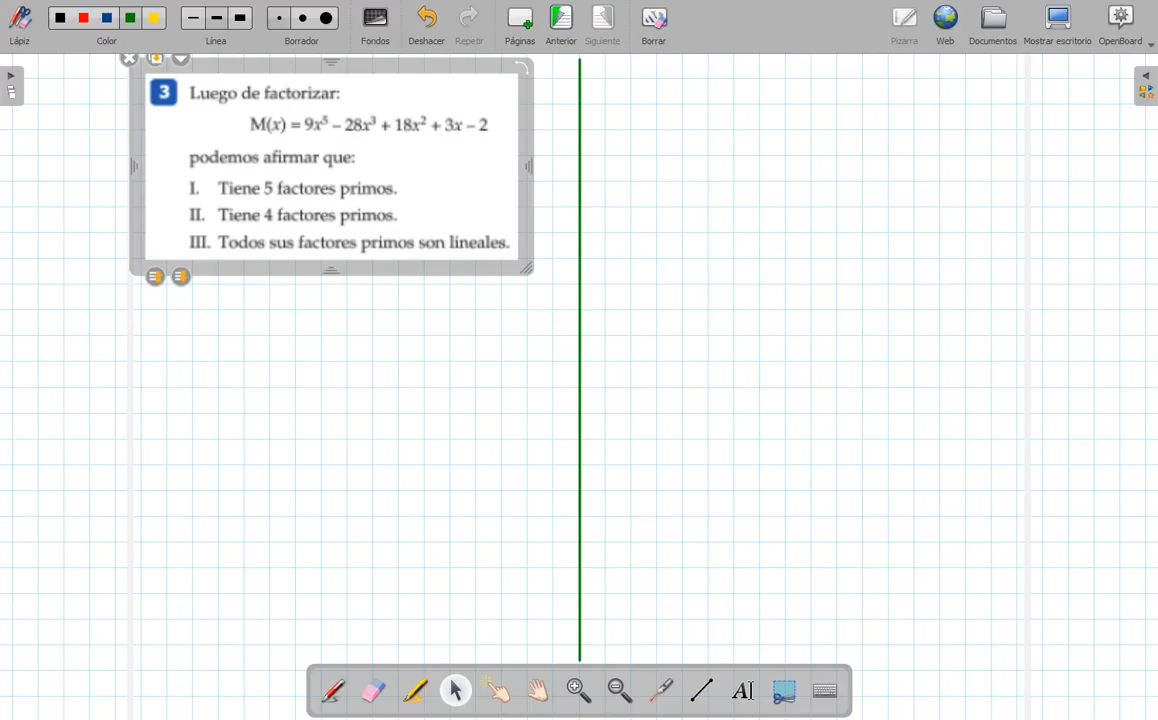 Lápiz
Color
Línea
Borrador
Fondos
Deshacer
Repetir
Páginas
Anterior
Siguiente
Borrar
Pizarra
Web
Documentos
Mostrar escritorio
OpenBoard
3 Luego de factorizar:
M(x) = 9x⁵ – 28x³ + 18x² + 3x – 2
podemos afirmar que:
I. Tiene 5 factores primos.
II. Tiene 4 factores primos.
III. Todos sus factores primos son lineales.